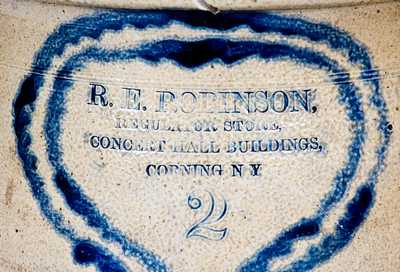 R. E. ROBINSON,
REGULATOR STORE,
CONCERT HALL BUILDINGS,
CORNING N Y
2